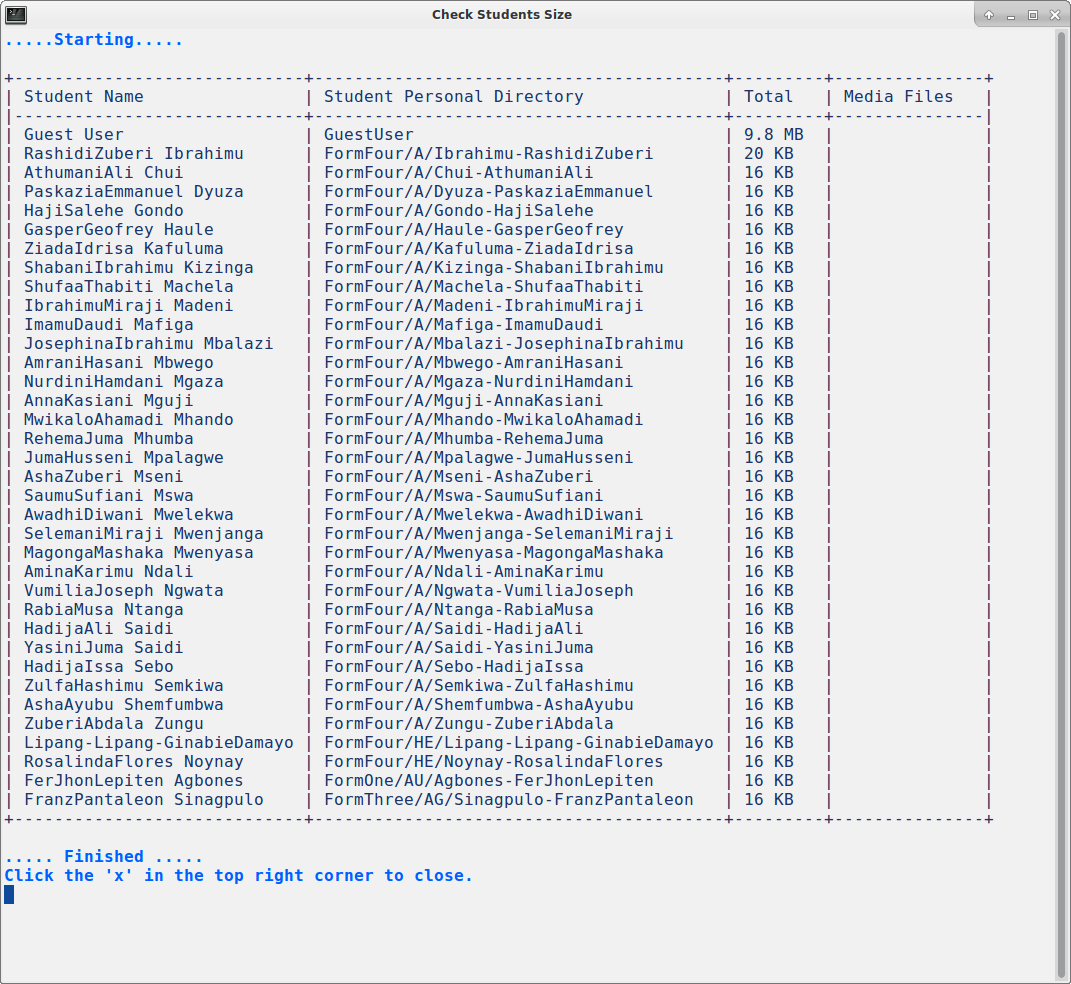 Check Students Size
.....Starting.....
+-----------------------------+-----------------------------------------+---------+---------------+
| Student Name                | Student Personal Directory              | Total   | Media Files   |
|-----------------------------+-----------------------------------------+---------+---------------|
| Guest User                  | GuestUser                               | 9.8 MB  |               |
| RashidiZuberi Ibrahimu      | FormFour/A/Ibrahimu-RashidiZuberi       | 20 KB   |               |
| AthumaniAli Chui            | FormFour/A/Chui-AthumaniAli             | 16 KB   |               |
| PaskaziaEmmanuel Dyuza      | FormFour/A/Dyuza-PaskaziaEmmanuel       | 16 KB   |               |
| HajiSalehe Gondo            | FormFour/A/Gondo-HajiSalehe             | 16 KB   |               |
| GasperGeofrey Haule         | FormFour/A/Haule-GasperGeofrey          | 16 KB   |               |
| ZiadaIdrisa Kafuluma        | FormFour/A/Kafuluma-ZiadaIdrisa         | 16 KB   |               |
| ShabaniIbrahimu Kizinga     | FormFour/A/Kizinga-ShabaniIbrahimu      | 16 KB   |               |
| ShufaaThabiti Machela       | FormFour/A/Machela-ShufaaThabiti        | 16 KB   |               |
| IbrahimuMiraji Madeni       | FormFour/A/Madeni-IbrahimuMiraji        | 16 KB   |               |
| ImamuDaudi Mafiga           | FormFour/A/Mafiga-ImamuDaudi            | 16 KB   |               |
| JosephinaIbrahimu Mbalazi   | FormFour/A/Mbalazi-JosephinaIbrahimu    | 16 KB   |               |
| AmraniHasani Mbwego         | FormFour/A/Mbwego-AmraniHasani          | 16 KB   |               |
| NurdiniHamdani Mgaza        | FormFour/A/Mgaza-NurdiniHamdani         | 16 KB   |               |
| AnnaKasiani Mguji           | FormFour/A/Mguji-AnnaKasiani            | 16 KB   |               |
| MwikaloAhamadi Mhando       | FormFour/A/Mhando-MwikaloAhamadi        | 16 KB   |               |
| RehemaJuma Mhumba           | FormFour/A/Mhumba-RehemaJuma            | 16 KB   |               |
| JumaHusseni Mpalagwe        | FormFour/A/Mpalagwe-JumaHusseni         | 16 KB   |               |
| AshaZuberi Mseni            | FormFour/A/Mseni-AshaZuberi             | 16 KB   |               |
| SaumuSufiani Mswa           | FormFour/A/Mswa-SaumuSufiani            | 16 KB   |               |
| AwadhiDiwani Mwelekwa       | FormFour/A/Mwelekwa-AwadhiDiwani        | 16 KB   |               |
| SelemaniMiraji Mwenjanga    | FormFour/A/Mwenjanga-SelemaniMiraji     | 16 KB   |               |
| MagongaMashaka Mwenyasa     | FormFour/A/Mwenyasa-MagongaMashaka      | 16 KB   |               |
| AminaKarimu Ndali           | FormFour/A/Ndali-AminaKarimu            | 16 KB   |               |
| VumiliaJoseph Ngwata        | FormFour/A/Ngwata-VumiliaJoseph         | 16 KB   |               |
| RabiaMusa Ntanga            | FormFour/A/Ntanga-RabiaMusa             | 16 KB   |               |
| HadijaAli Saidi             | FormFour/A/Saidi-HadijaAli              | 16 KB   |               |
| YasiniJuma Saidi            | FormFour/A/Saidi-YasiniJuma             | 16 KB   |               |
| HadijaIssa Sebo             | FormFour/A/Sebo-HadijaIssa              | 16 KB   |               |
| ZulfaHashimu Semkiwa        | FormFour/A/Semkiwa-ZulfaHashimu         | 16 KB   |               |
| AshaAyubu Shemfumbwa        | FormFour/A/Shemfumbwa-AshaAyubu         | 16 KB   |               |
| ZuberiAbdala Zungu          | FormFour/A/Zungu-ZuberiAbdala           | 16 KB   |               |
| Lipang-Lipang-GinabieDamayo | FormFour/HE/Lipang-Lipang-GinabieDamayo | 16 KB   |               |
| RosalindaFlores Noynay      | FormFour/HE/Noynay-RosalindaFlores      | 16 KB   |               |
| FerJhonLepiten Agbones      | FormOne/AU/Agbones-FerJhonLepiten       | 16 KB   |               |
| FranzPantaleon Sinagpulo    | FormThree/AG/Sinagpulo-FranzPantaleon   | 16 KB   |               |
+-----------------------------+-----------------------------------------+---------+---------------+
..... Finished .....
Click the 'x' in the top right corner to close.